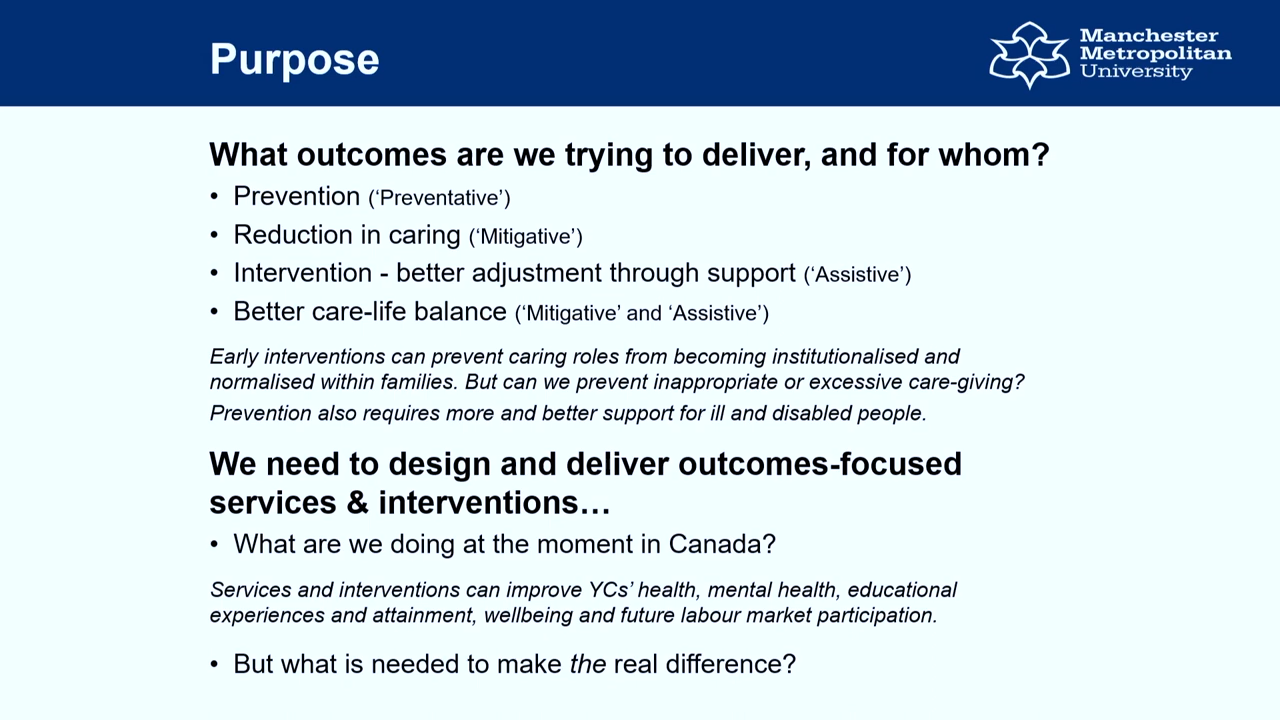 Purpose
Manchester
Metropolitan
University
What outcomes are we trying to deliver, and for whom?
• Prevention (‘Preventative’)
• Reduction in caring (‘Mitigative’)
• Intervention - better adjustment through support (‘Assistive’)
• Better care-life balance (‘Mitigative’ and ‘Assistive’)
Early interventions can prevent caring roles from becoming institutionalised and
normalised within families. But can we prevent inappropriate or excessive care-giving?
Prevention also requires more and better support for ill and disabled people.
We need to design and deliver outcomes-focused
services & interventions…
• What are we doing at the moment in Canada?
Services and interventions can improve YCs’ health, mental health, educational
experiences and attainment, wellbeing and future labour market participation.
• But what is needed to make the real difference?